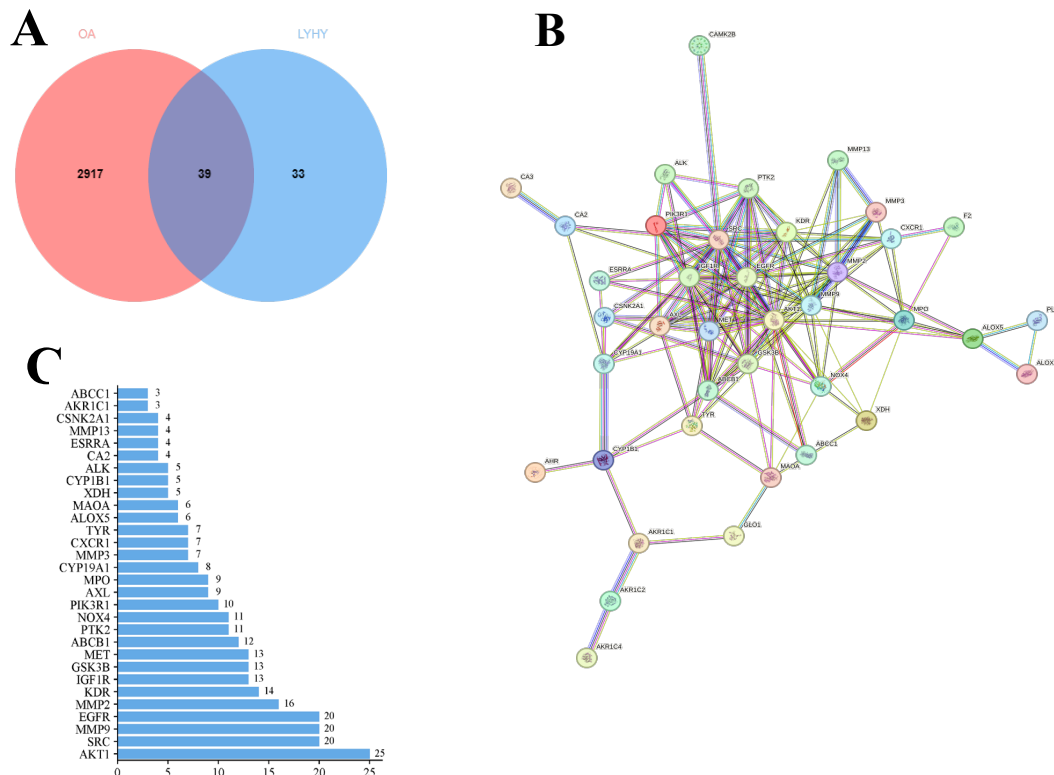 A
OA
LYHY
2917
39
33
B
CAMK2B
MMP13
ALK
PTK2
CA3
MMP3
CA2
PIK3R1
KDR
F2
SRC
CXCR1
ESRRA
IGF1R
EGFR
MMP2
CSNK2A1
AXL
MET
AKT1
MMP9
MPO
PL
ALOX5
CYP19A1
GSK3B
ALOX
ABCB1
NOX4
TYR
XDH
CYP1B1
ABCC1
AHR
MAOA
AKR1C1
GLO1
AKR1C2
AKR1C4
C
ABCC1 3
AKR1C1 3
CSNK2A1 4
MMP13 4
ESRRA 4
CA2 4
ALK 5
CYP1B1 5
XDH 5
MAOA 6
ALOX5 6
TYR 7
CXCR1 7
MMP3 7
CYP19A1 8
MPO 9
AXL 9
PIK3R1 10
NOX4 11
PTK2 11
ABCB1 12
MET 13
GSK3B 13
IGF1R 13
KDR 14
MMP2 16
EGFR 20
MMP9 20
SRC 20
AKT1 25
0 5 10 15 20 25